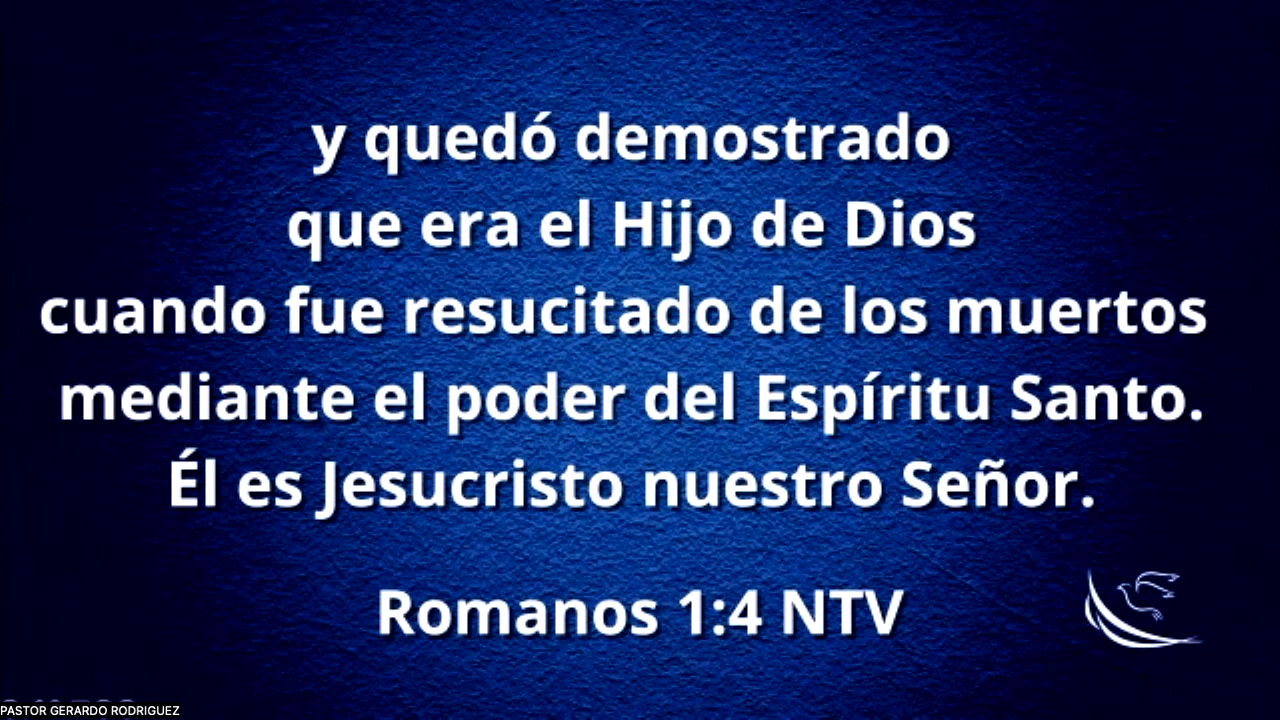 y quedó demostrado
que era el Hijo de Dios
cuando fue resucitado de los muertos
mediante el poder del Espíritu Santo.
Él es Jesucristo nuestro Señor.
Romanos 1:4 NTV
PASTOR GERARDO RODRIGUEZ